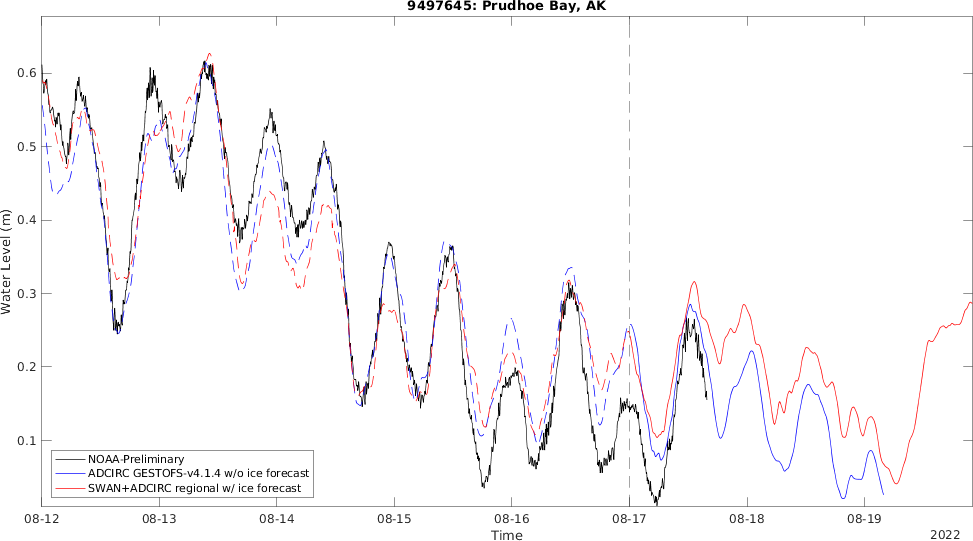 9497645: Prudhoe Bay, AK
Water Level (m)
0.6
0.5
0.4
0.3
0.2
0.1
NOAA-Preliminary
ADCIRC GESTOFS-v4.1.4 w/o ice forecast
SWAN+ADCIRC regional w/ ice forecast
08-12 08-13 08-14 08-15 08-16 08-17 08-18 08-19
Time
2022